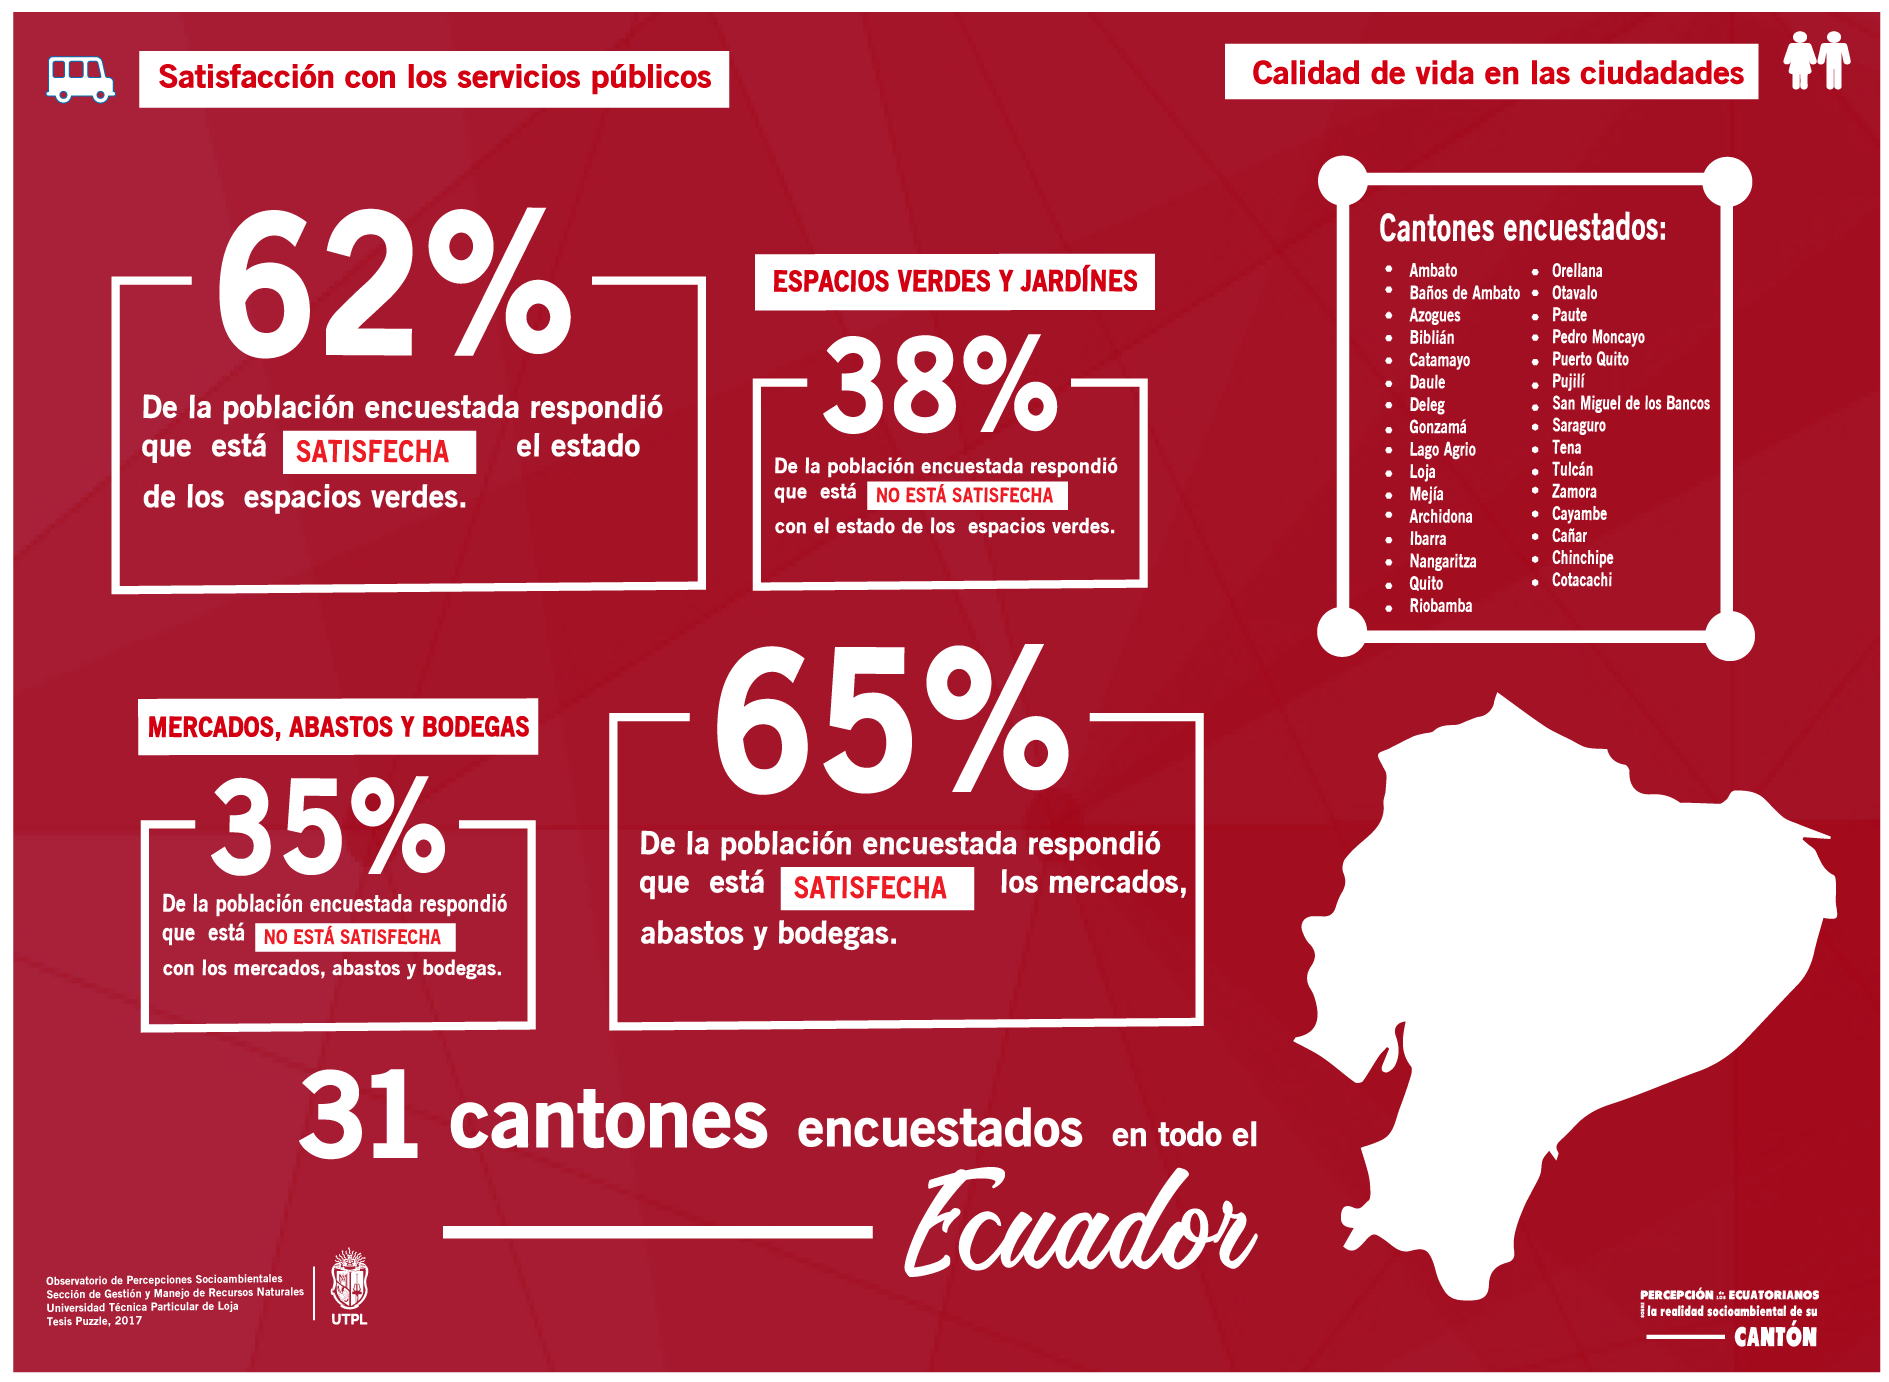 Satisfacción con los servicios públicos
Calidad de vida en las ciudadades
62%
De la población encuestada respondió
que está SATISFECHA el estado
de los espacios verdes.
ESPACIOS VERDES Y JARDÍNES
38%
De la población encuestada respondió
que está NO ESTÁ SATISFECHA
con el estado de los espacios verdes.
Cantones encuestados:
Ambato
Baños de Ambato
Azogues
Biblián
Catamayo
Daule
Deleg
Gonzamá
Lago Agrio
Loja
Mejía
Archidona
Ibarra
Nangaritza
Quito
Riobamba
Orellana
Otavalo
Paute
Pedro Moncayo
Puerto Quito
Pujilí
San Miguel de los Bancos
Saraguro
Tena
Tulcán
Zamora
Cayambe
Cañar
Chinchipe
Cotacachi
MERCADOS, ABASTOS Y BODEGAS
35%
De la población encuestada respondió
que está NO ESTÁ SATISFECHA
con los mercados, abastos y bodegas.
65%
De la población encuestada respondió
que está SATISFECHA los mercados,
abastos y bodegas.
31 cantones encuestados en todo el
Ecuador
Observatorio de Percepciones Socioambientales
Sección de Gestión y Manejo de Recursos Naturales
Universidad Técnica Particular de Loja
Tesis Puzzle, 2017
UTPL
PERCEPCIÓN DE LOS ECUATORIANOS
SOBRE la realidad socioambiental de su
CANTÓN